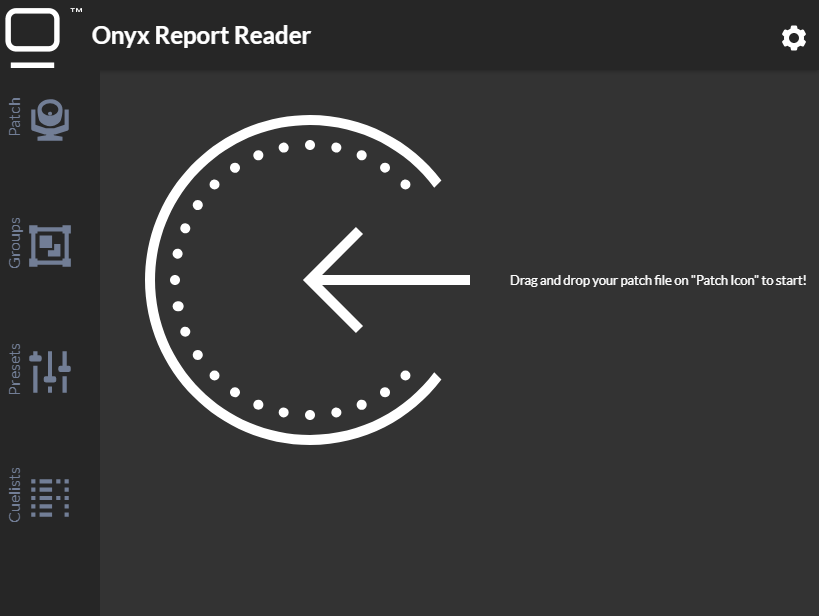 ™
Onyx Report Reader
Patch
Groups
Presets
Cuelists
Drag and drop your patch file on "Patch Icon" to start!